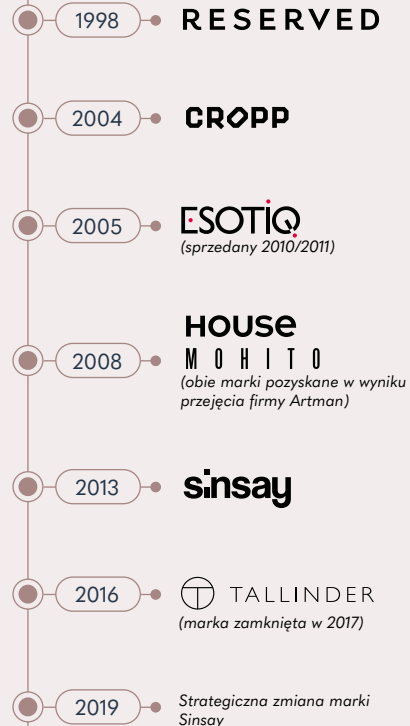 1998 RESERVED
2004 CROPP
2005 ESOTIQ
(sprzedany 2010/2011)
HOUSE
2008 MOHITO
(obie marki pozyskane w wyniku
przejęcia firmy Artman)
2013 sinsay
2016 TALLINDER
(marka zamknięta w 2017)
2019 Strategiczna zmiana marki
Sinsay